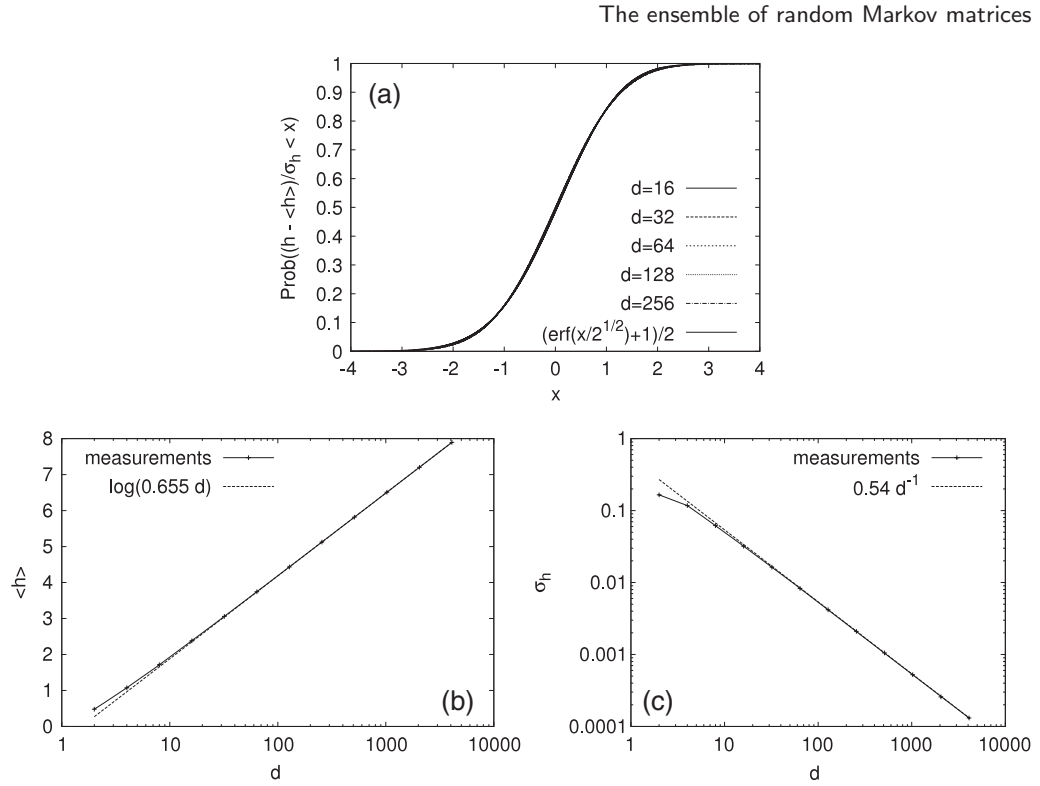 The ensemble of random Markov matrices
(a)
Prob((h - <h>)/σh < x)
1
0.9
0.8
0.7
0.6
0.5
0.4
0.3
0.2
0.1
0
d=16
d=32
d=64
d=128
d=256
(erf(x/2^1/2)+1)/2
-4 -3 -2 -1 0 1 2 3 4
x
8
7
6
5
4
3
2
1
0
<h>
measurements
log(0.655 d)
(b)
1 10 100 1000 10000
d
1
0.1
0.01
0.001
0.0001
σh
measurements
0.54 d^-1
(c)
1 10 100 1000 10000
d